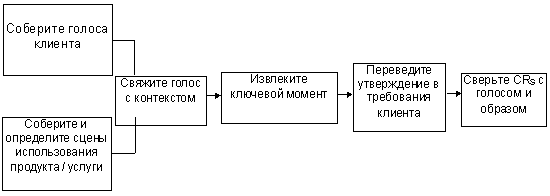 Соберите голоса
клиента
Соберите и
определите сцены
использования
продукта / услуги
Свяжите голос
с контекстом
Извлеките
ключевой момент
Переведите
утверждение в
требования
клиента
Сверьте CRs с
голосом и
образом